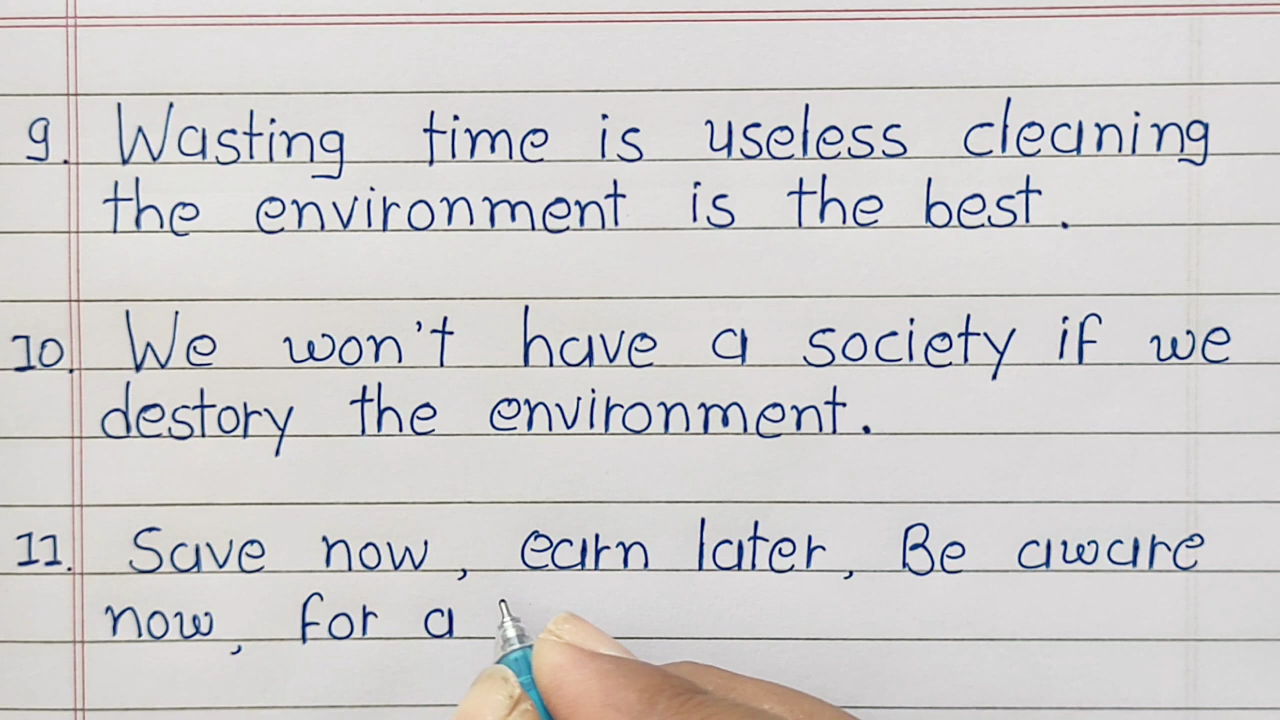 9. Wasting time is useless cleaning
the environment is the best.
10. We won't have a society if we
destory the environment.
11. Save now, earn later, Be aware
now, for a